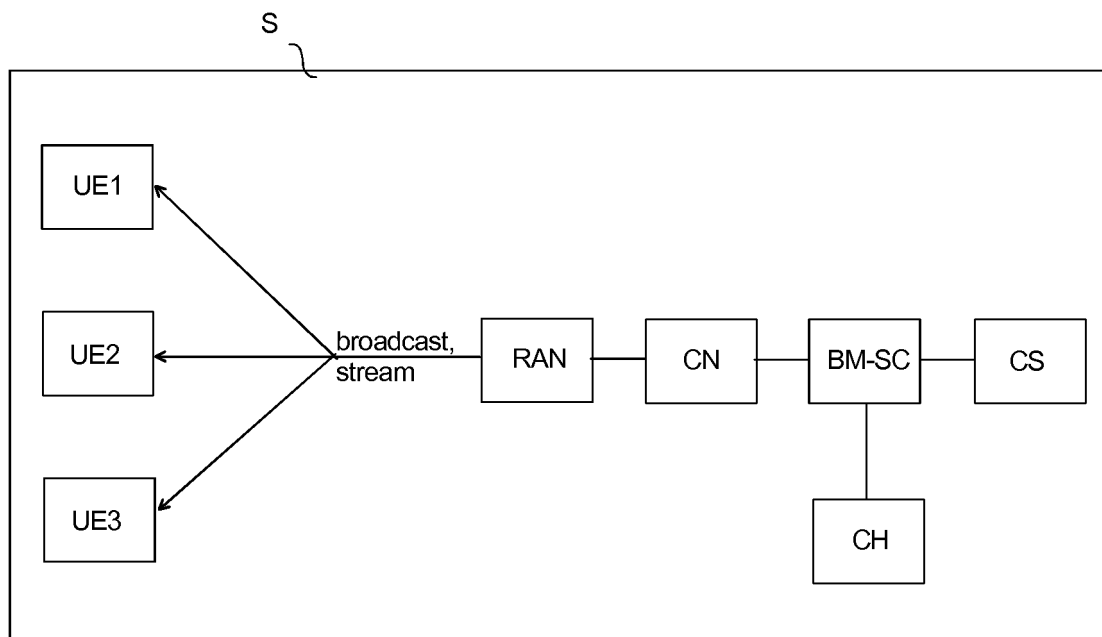 S
UE1
UE2
UE3
broadcast,
stream
RAN
CN
BM-SC
CS
CH